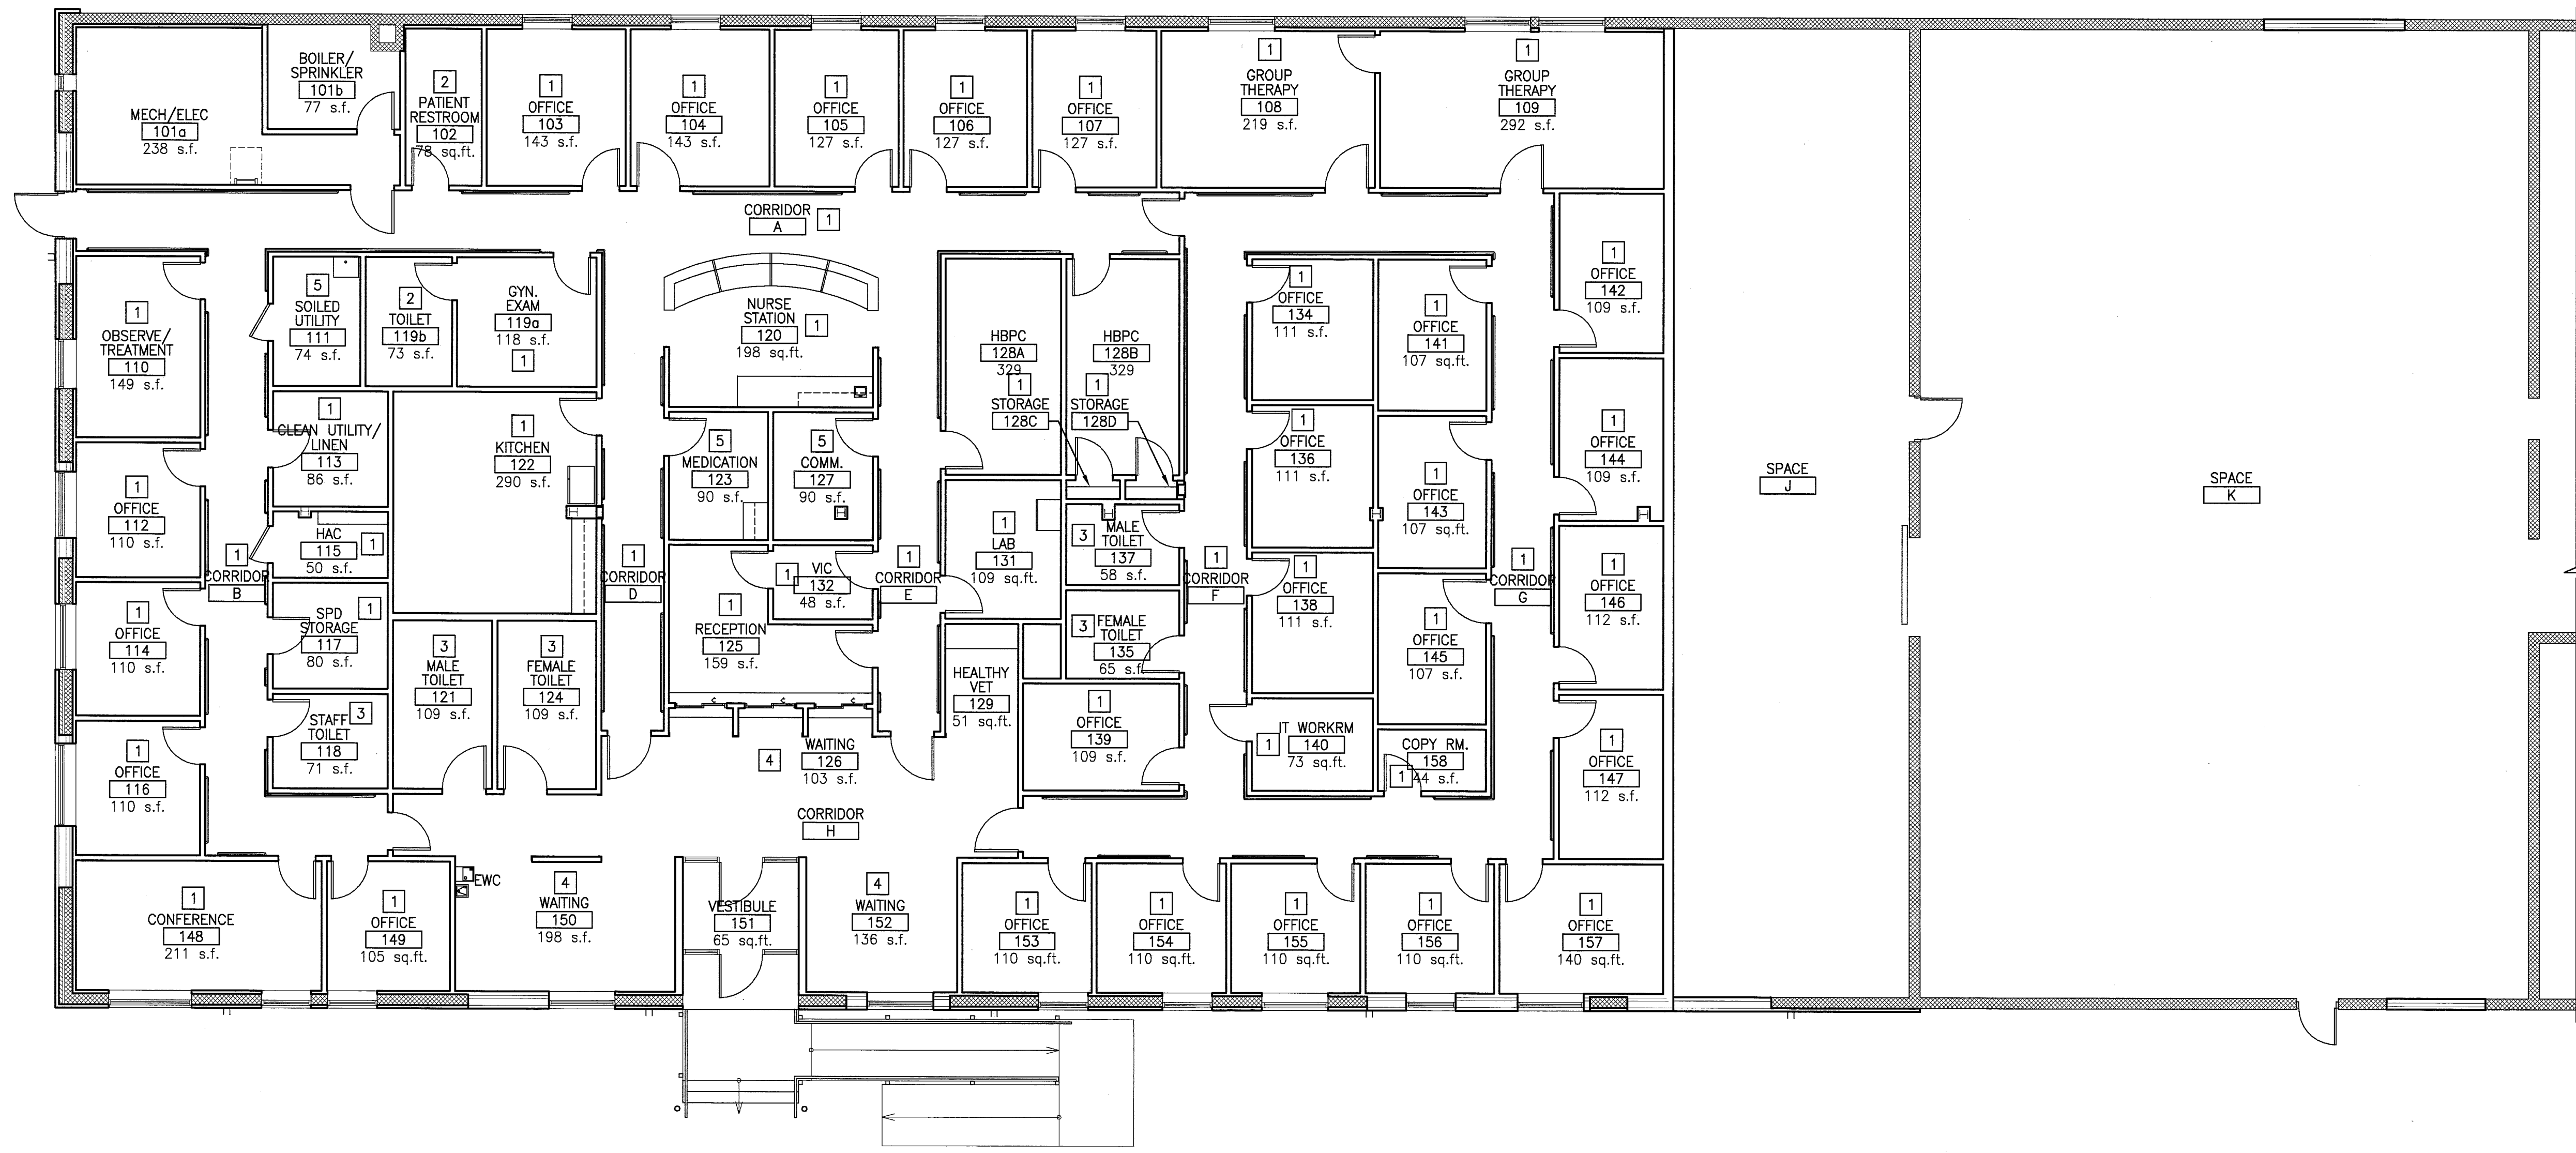 MECH/ELEC
101a
238 s.f.
BOILER/
SPRINKLER
101b
77 s.f.
2
PATIENT
RESTROOM
102
78 sq.ft.
1
OFFICE
103
143 s.f.
1
OFFICE
104
143 s.f.
1
OFFICE
105
127 s.f.
1
OFFICE
106
127 s.f.
1
OFFICE
107
127 s.f.
1
GROUP
THERAPY
108
219 s.f.
1
GROUP
THERAPY
109
292 s.f.
CORRIDOR
A
1
1
OBSERVE/
TREATMENT
110
149 s.f.
5
SOILED
UTILITY
111
74 s.f.
2
TOILET
119b
73 s.f.
GYN.
EXAM
119a
118 s.f.
1
NURSE
STATION
120
198 sq.ft.
1
HBPC
128A
329
1
STORAGE
128C
HBPC
128B
329
1
STORAGE
128D
1
OFFICE
134
111 s.f.
1
OFFICE
141
107 sq.ft.
1
OFFICE
142
109 s.f.
1
OFFICE
112
110 s.f.
1
CLEAN UTILITY/
LINEN
113
86 s.f.
1
KITCHEN
122
290 s.f.
5
MEDICATION
123
90 s.f.
5
COMM.
127
90 s.f.
1
OFFICE
136
111 s.f.
1
OFFICE
143
107 sq.ft.
1
OFFICE
144
109 s.f.
SPACE
J
SPACE
K
HAC
115
50 s.f.
1
1
CORRIDOR
B
1
CORRIDOR
D
1
VIC
132
48 s.f.
1
CORRIDOR
E
1
LAB
131
109 sq.ft.
3
MALE
TOILET
137
58 s.f.
1
CORRIDOR
F
1
OFFICE
138
111 s.f.
1
CORRIDOR
G
1
OFFICE
146
112 s.f.
1
OFFICE
114
110 s.f.
SPD
STORAGE
117
80 s.f.
1
3
MALE
TOILET
121
109 s.f.
3
FEMALE
TOILET
124
109 s.f.
1
RECEPTION
125
159 s.f.
HEALTHY
VET
129
51 sq.ft.
3
FEMALE
TOILET
135
65 s.f.
1
OFFICE
145
107 s.f.
1
OFFICE
116
110 s.f.
STAFF
TOILET
118
71 s.f.
3
4
WAITING
126
103 s.f.
1
OFFICE
139
109 s.f.
1
IT WORKRM
140
73 sq.ft.
COPY RM.
158
1
44 s.f.
1
OFFICE
147
112 s.f.
CORRIDOR
H
1
CONFERENCE
148
211 s.f.
1
OFFICE
149
105 sq.ft.
EWC
4
WAITING
150
198 s.f.
VESTIBULE
151
65 sq.ft.
4
WAITING
152
136 s.f.
1
OFFICE
153
110 sq.ft.
1
OFFICE
154
110 sq.ft.
1
OFFICE
155
110 sq.ft.
1
OFFICE
156
110 sq.ft.
1
OFFICE
157
140 sq.ft.